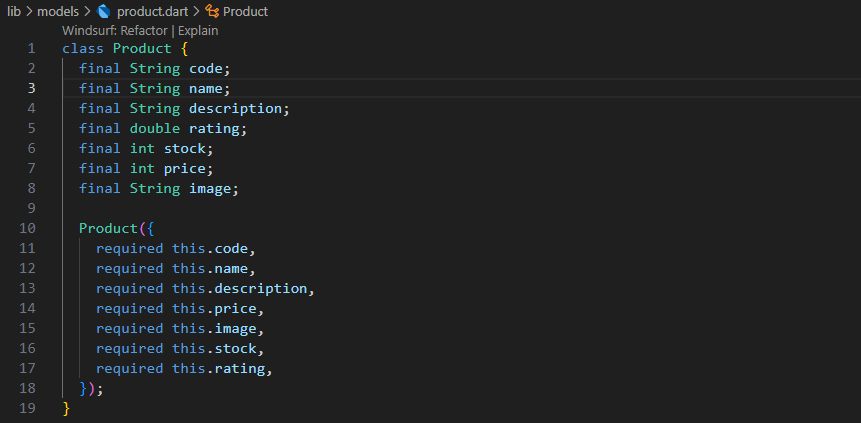 lib > models > product.dart > Product
Windsurf: Refactor | Explain
1 class Product {
2 final String code;
3 final String name;
4 final String description;
5 final double rating;
6 final int stock;
7 final int price;
8 final String image;
9
10 Product({
11 required this.code,
12 required this.name,
13 required this.description,
14 required this.price,
15 required this.image,
16 required this.stock,
17 required this.rating,
18 });
19 }